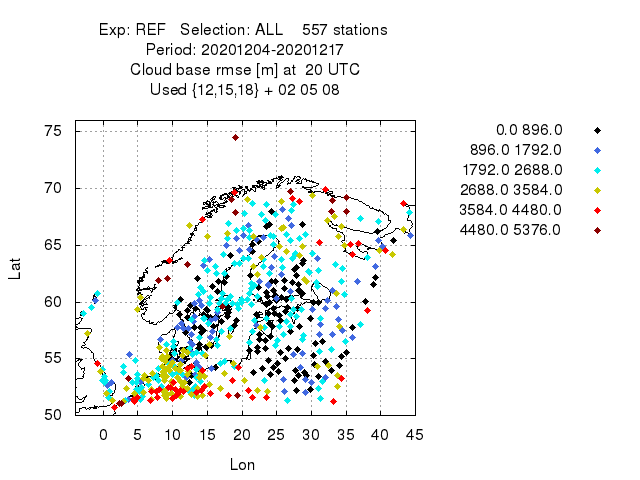 Exp: REF   Selection: ALL    557 stations
Period: 20201204-20201217
Cloud base rmse [m] at  20 UTC
Used {12,15,18} + 02 05 08
0.0 896.0
896.0 1792.0
1792.0 2688.0
2688.0 3584.0
3584.0 4480.0
4480.0 5376.0
75
70
65
60
55
50
Lat
0 5 10 15 20 25 30 35 40 45
Lon